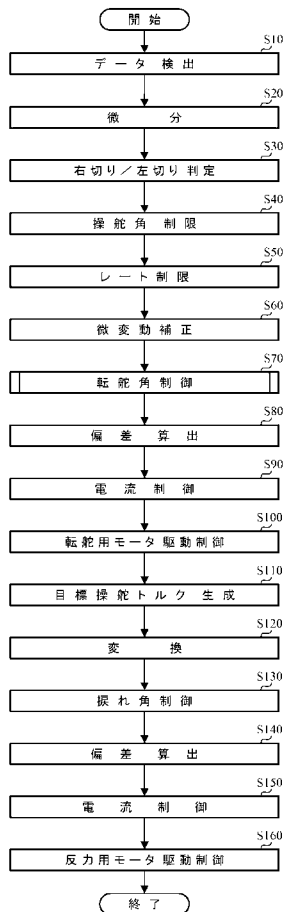 開始
S10
データ検出
S20
微分
S30
右切り/左切り判定
S40
操舵角制限
S50
レート制限
S60
微変動補正
S70
転舵角制御
S80
偏差算出
S90
電流制御
S100
転舵用モータ駆動制御
S110
目標操舵トルク生成
S120
変換
S130
捩れ角制御
S140
偏差算出
S150
電流制御
S160
反力用モータ駆動制御
終了